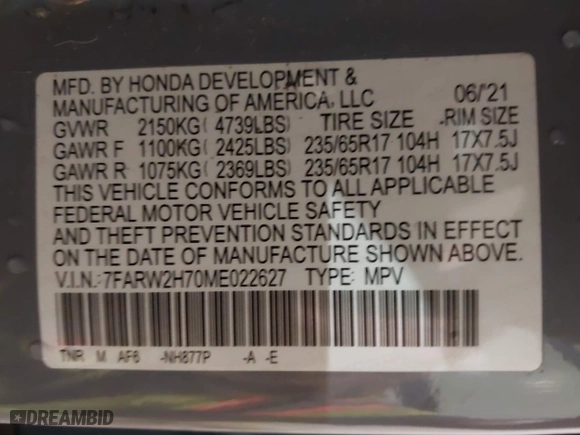 MFD. BY HONDA DEVELOPMENT &
MANUFACTURING OF AMERICA, LLC 06/'21
GVWR 2150KG( 4739LBS) TIRE SIZE RIM SIZE
GAWR F 1100KG( 2425LBS) 235/65R17 104H 17X7.5J
GAWR R 1075KG( 2369LBS) 235/65R17 104H 17X7.5J
THIS VEHICLE CONFORMS TO ALL APPLICABLE
FEDERAL MOTOR VEHICLE SAFETY
AND THEFT PREVENTION STANDARDS IN EFFECT
ON THE DATE OF MANUFACTURE SHOWN ABOVE.
V.I.N.:7FARW2H70ME022627 TYPE: MPV
TNR M AF6 -NH877P -A -E
DREAMBID